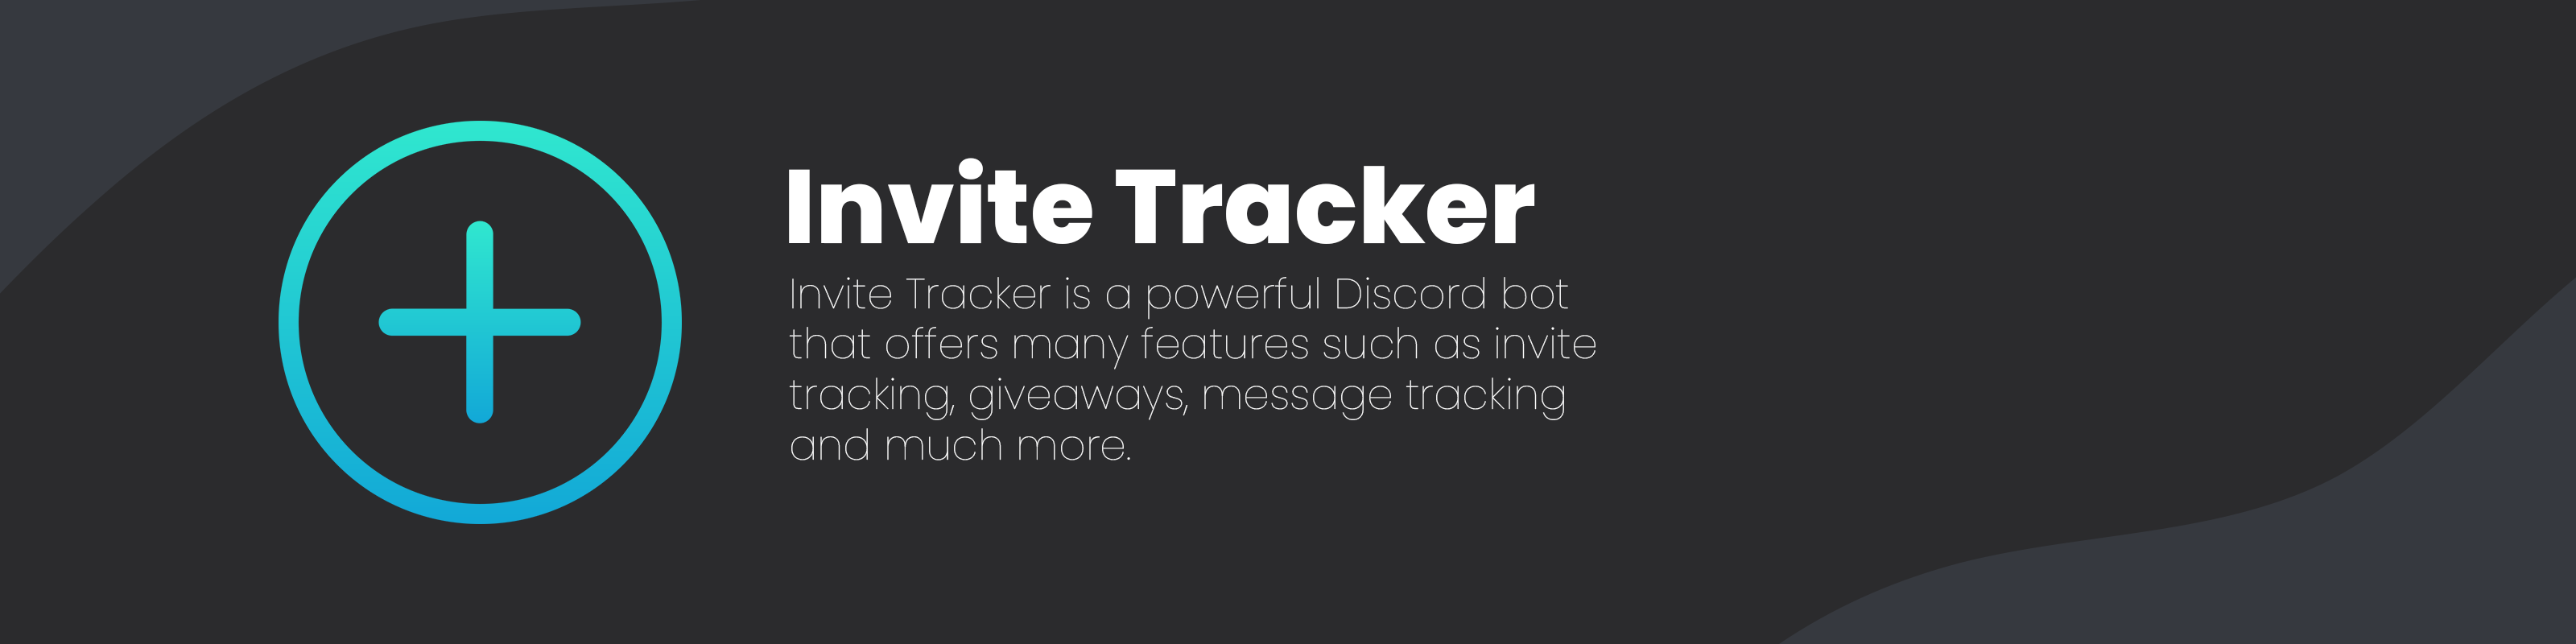 Invite Tracker
Invite Tracker is a powerful Discord bot
that offers many features such as invite
tracking, giveaways, message tracking
and much more.